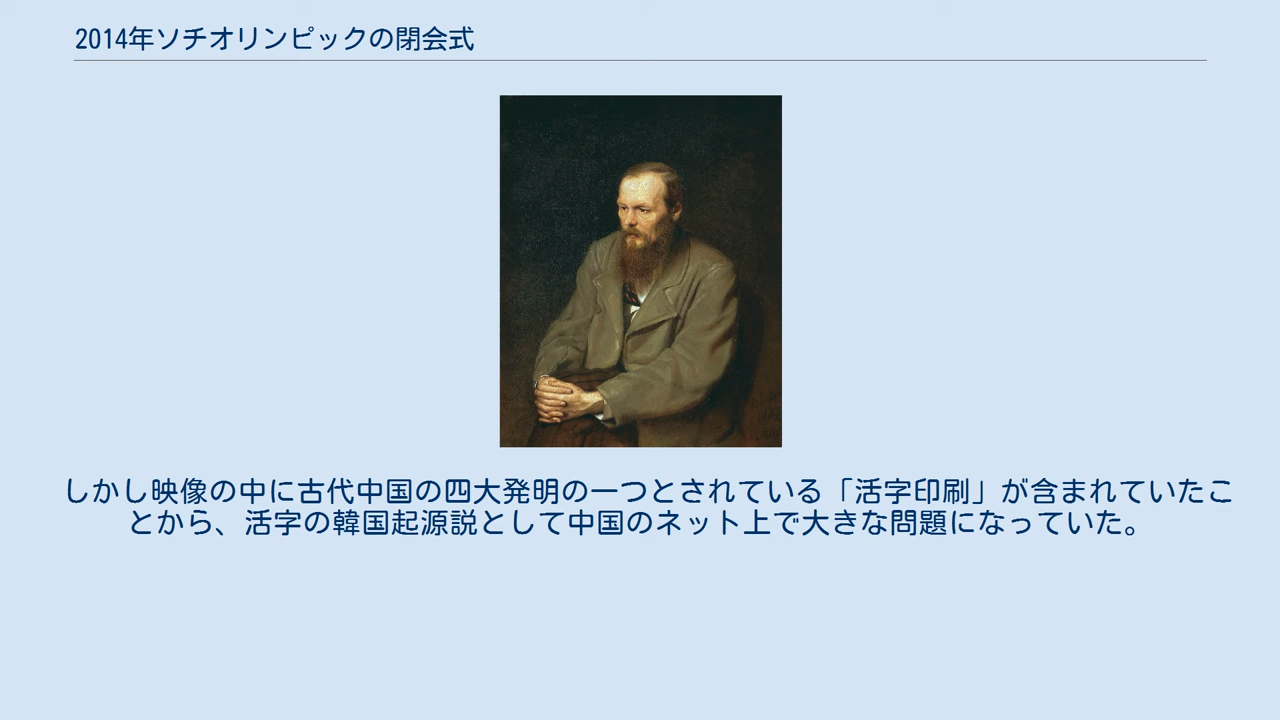 2014年ソチオリンピックの閉会式
しかし映像の中に古代中国の四大発明の一つとされている「活字印刷」が含まれていたこ
とから、活字の韓国起源説として中国のネット上で大きな問題になっていた。